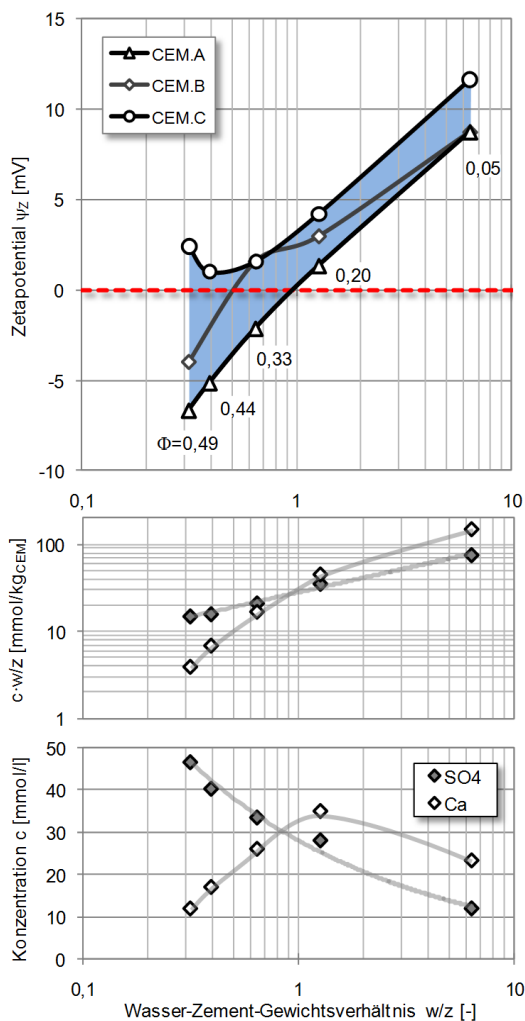 15
10
5
0
-5
-10
Zetapotential ψz [mV]
CEM.A
CEM.B
CEM.C
0,05
0,20
0,33
0,44
Φ=0,49
0,1
1
10
100
10
1
c·w/z [mmol/kgCEM]
50
40
30
20
10
0
Konzentration c [mmol/l]
SO4
Ca
0,1
1
10
Wasser-Zement-Gewichtsverhältnis w/z [-]